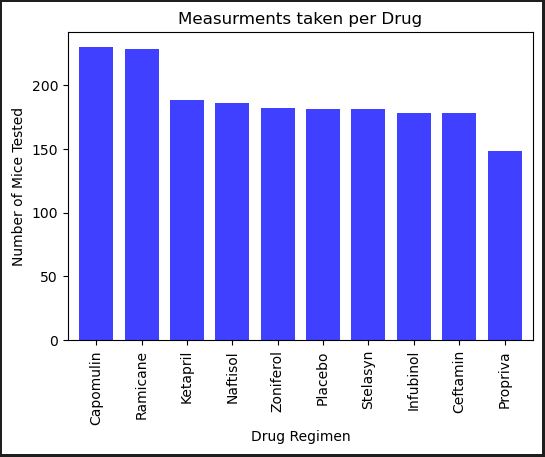 Measurments taken per Drug
Number of Mice Tested
200
150
100
50
0
Capomulin
Ramicane
Ketapril
Naftisol
Zoniferol
Placebo
Stelasyn
Infubinol
Ceftamin
Propriva
Drug Regimen